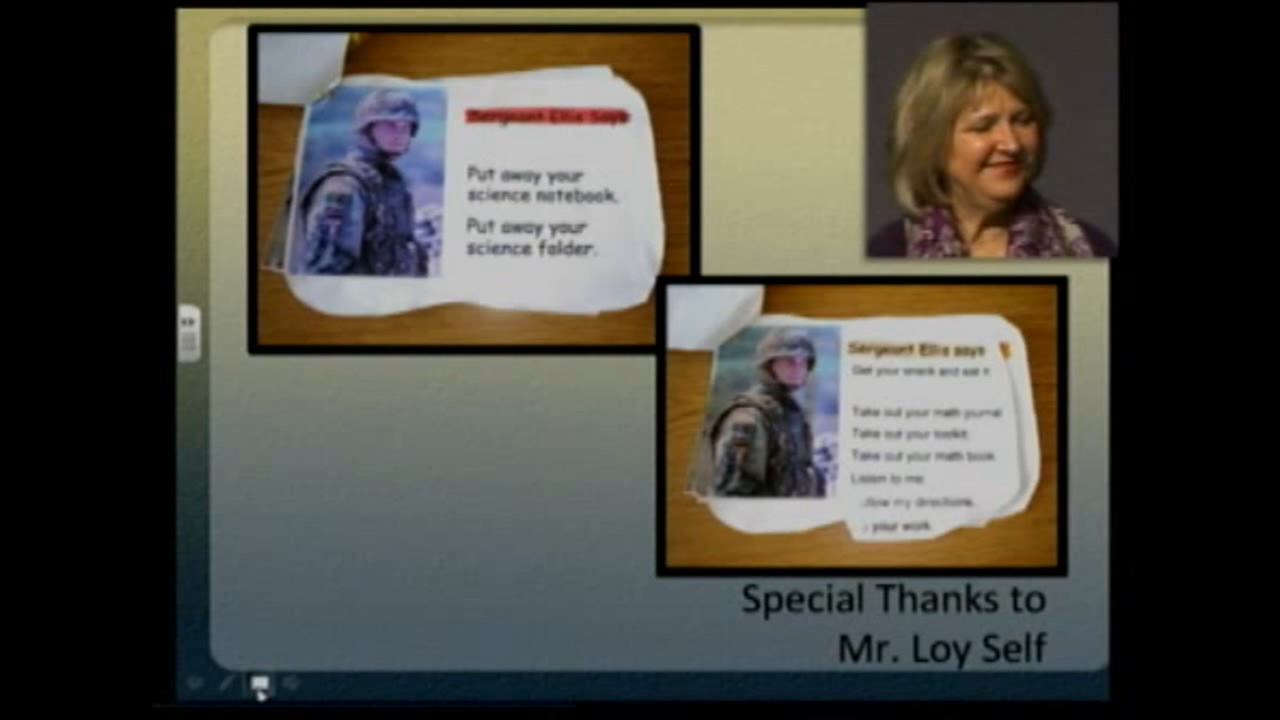 Sergeant Ellis Says
Put away your
science notebook.
Put away your
science folder.
Sergeant Ellis says
Get your snack and eat it
Take out your math journal
Take out your toolkit.
Take out your math book
Listen to me
my directions.
your work
Special Thanks to
Mr. Loy Self